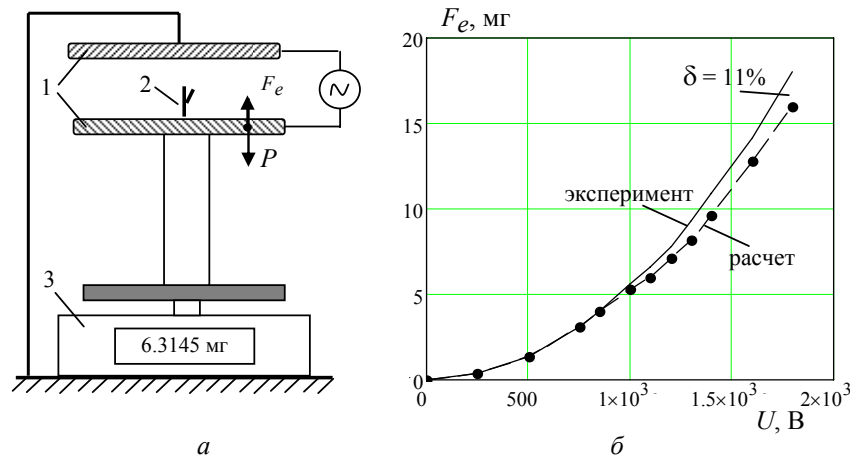 1
2
F_e
P
3
6.3145 мг
а
F_e, мг
20
15
10
5
0
δ = 11%
эксперимент
расчет
0
500
1×10³
1.5×10³
2×10³
U, В
б